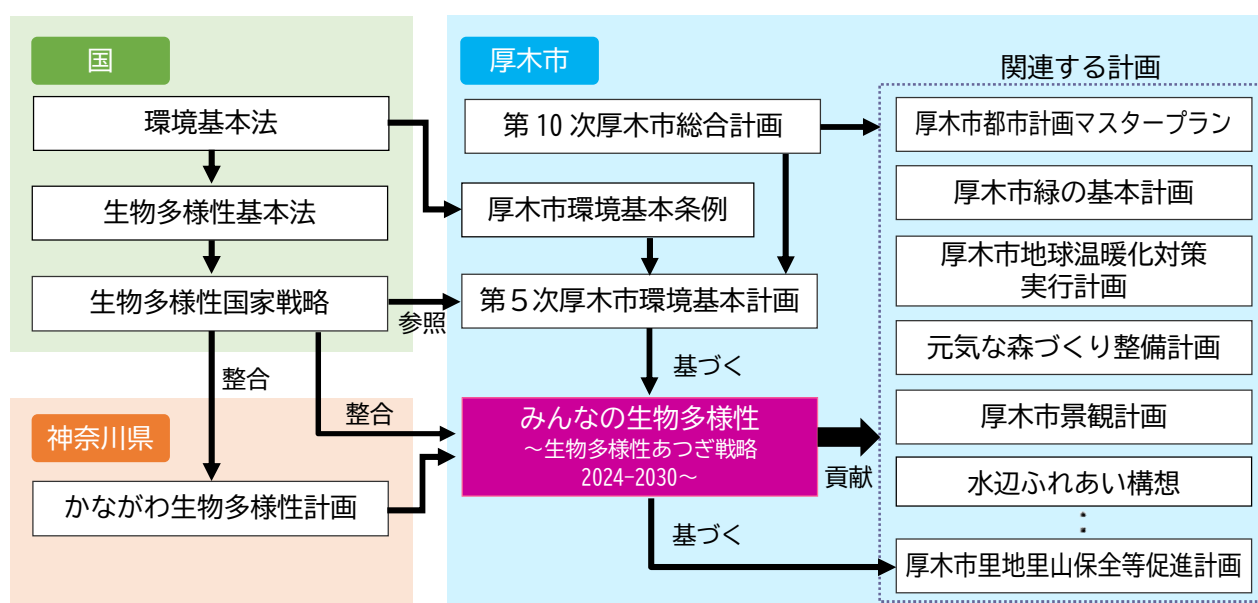 国
環境基本法
生物多様性基本法
生物多様性国家戦略
参照
整合
整合
神奈川県
かながわ生物多様性計画
厚木市
第10次厚木市総合計画
厚木市環境基本条例
第5次厚木市環境基本計画
基づく
みんなの生物多様性
～生物多様性あつぎ戦略
2024-2030～
貢献
基づく
関連する計画
厚木市都市計画マスタープラン
厚木市緑の基本計画
厚木市地球温暖化対策
実行計画
元気な森づくり整備計画
厚木市景観計画
水辺ふれあい構想
：
厚木市里地里山保全等促進計画